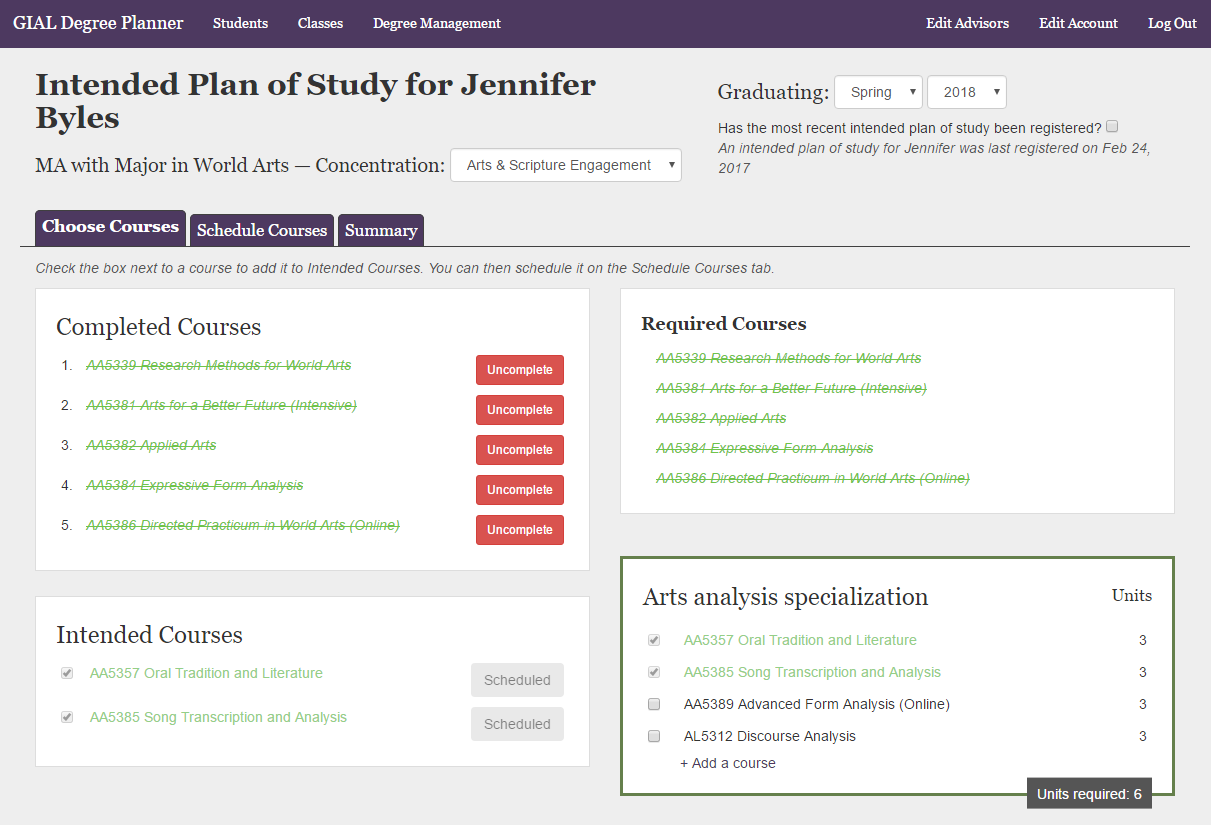 GIAL Degree Planner Students Classes Degree Management Edit Advisors Edit Account Log Out
Intended Plan of Study for Jennifer
Byles
MA with Major in World Arts — Concentration: Arts & Scripture Engagement
Graduating: Spring 2018
Has the most recent intended plan of study been registered?
An intended plan of study for Jennifer was last registered on Feb 24,
2017
Choose Courses Schedule Courses Summary
Check the box next to a course to add it to Intended Courses. You can then schedule it on the Schedule Courses tab.
Completed Courses
1. AA5339 Research Methods for World Arts Uncomplete
2. AA5381 Arts for a Better Future (Intensive) Uncomplete
3. AA5382 Applied Arts Uncomplete
4. AA5384 Expressive Form Analysis Uncomplete
5. AA5386 Directed Practicum in World Arts (Online) Uncomplete
Intended Courses
AA5357 Oral Tradition and Literature Scheduled
AA5385 Song Transcription and Analysis Scheduled
Required Courses
AA5339 Research Methods for World Arts
AA5381 Arts for a Better Future (Intensive)
AA5382 Applied Arts
AA5384 Expressive Form Analysis
AA5386 Directed Practicum in World Arts (Online)
Arts analysis specialization Units
AA5357 Oral Tradition and Literature 3
AA5385 Song Transcription and Analysis 3
AA5389 Advanced Form Analysis (Online) 3
AL5312 Discourse Analysis 3
+ Add a course
Units required: 6